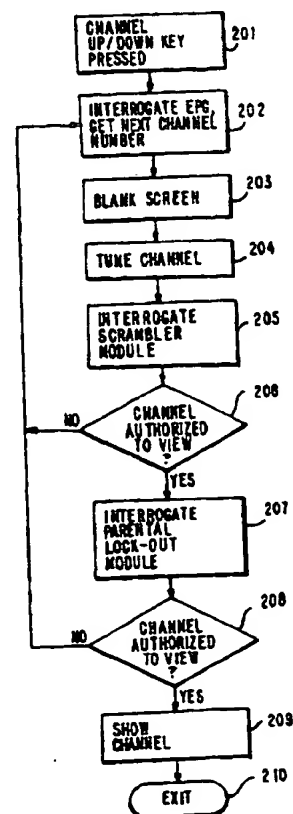 CHANNEL
UP/DOWN KEY
PRESSED
201
INTERROGATE EPG,
GET NEXT CHANNEL
NUMBER
202
BLANK SCREEN
203
TUNE CHANNEL
204
INTERROGATE
SCRAMBLER
MODULE
205
CHANNEL
AUTHORIZED
TO VIEW
?
206
NO
YES
INTERROGATE
PARENTAL
LOCK-OUT
MODULE
207
CHANNEL
AUTHORIZED
TO VIEW
?
208
NO
YES
SHOW
CHANNEL
209
EXIT
210